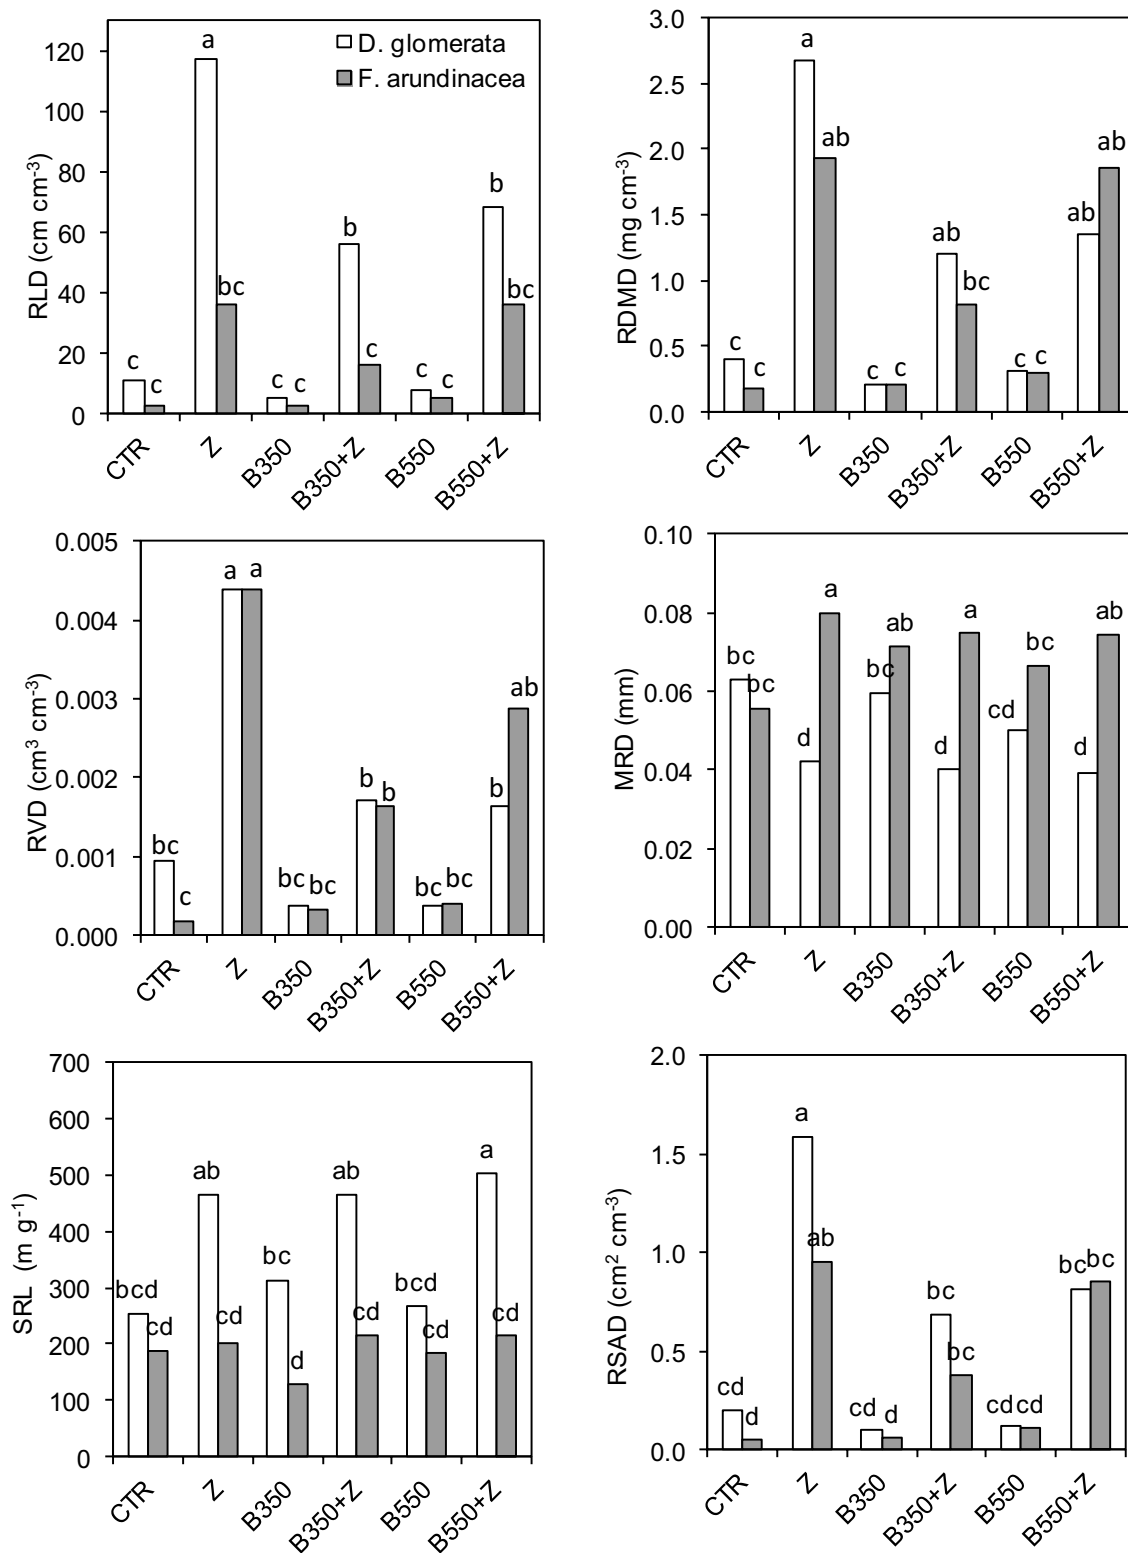 RLD (cm cm⁻³)
120
100
80
60
40
20
0
D. glomerata
F. arundinacea
c c a bc c c b c c c b bc
CTR Z B350 B350+Z B550 B550+Z
RDMD (mg cm⁻³)
3.0
2.5
2.0
1.5
1.0
0.5
0.0
c c a ab c c ab bc c c ab ab
CTR Z B350 B350+Z B550 B550+Z
RVD (cm³ cm⁻³)
0.005
0.004
0.003
0.002
0.001
0.000
bc c a a bc bc b b bc bc b ab
CTR Z B350 B350+Z B550 B550+Z
MRD (mm)
0.10
0.08
0.06
0.04
0.02
0.00
bc bc d a bc ab d a cd bc d ab
CTR Z B350 B350+Z B550 B550+Z
SRL (m g⁻¹)
700
600
500
400
300
200
100
0
bcd cd ab cd bc d ab cd bcd cd a cd
CTR Z B350 B350+Z B550 B550+Z
RSAD (cm² cm⁻³)
2.0
1.5
1.0
0.5
0.0
cd d a ab cd d bc bc cd cd bc bc
CTR Z B350 B350+Z B550 B550+Z